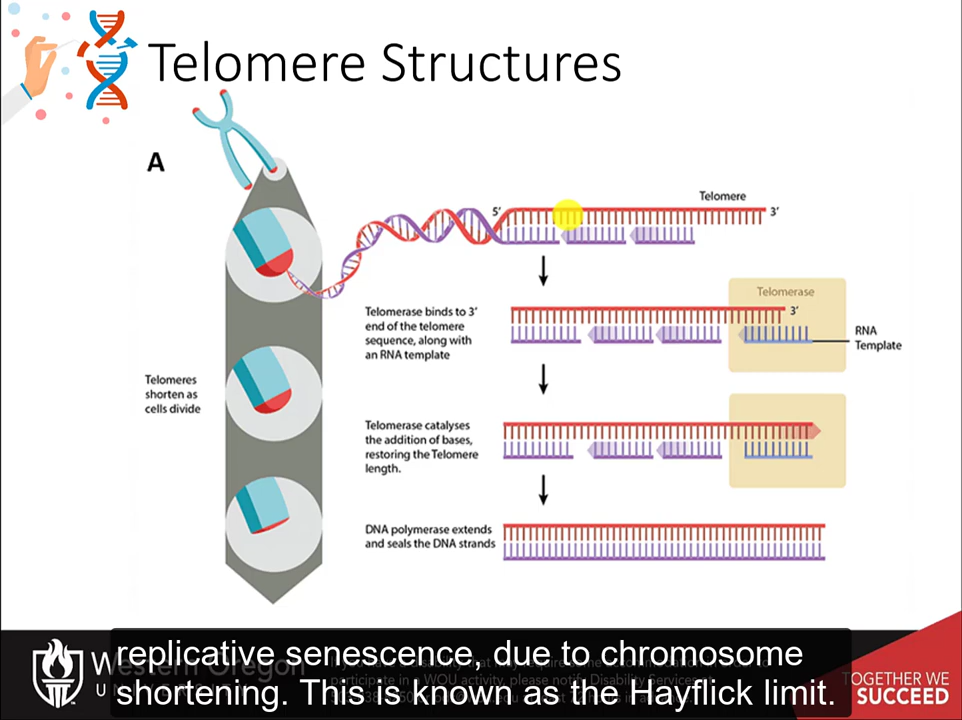 Telomere Structures
A
Telomere
5'
3'
Telomerase
3'
Telomerase binds to 3'
end of the telomere
sequence, along with
an RNA template
RNA
Template
Telomeres
shorten as
cells divide
Telomerase catalyses
the addition of bases,
restoring the Telomere
length.
DNA polymerase extends
and seals the DNA strands
replicative senescence, due to chromosome
shortening. This is known as the Hayflick limit.
TOGETHER WE
SUCCEED